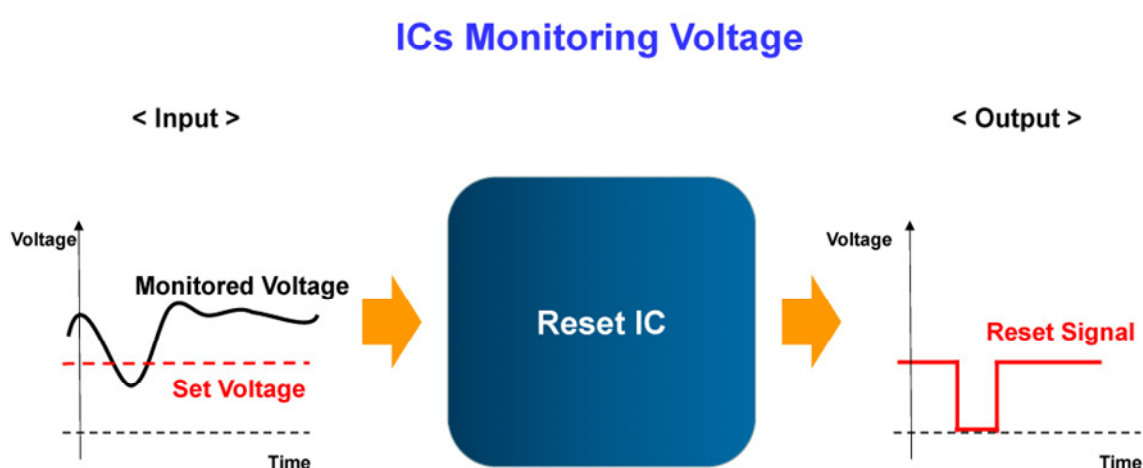 ICs Monitoring Voltage
< Input >
< Output >
Voltage
Monitored Voltage
Set Voltage
Time
Reset IC
Voltage
Reset Signal
Time